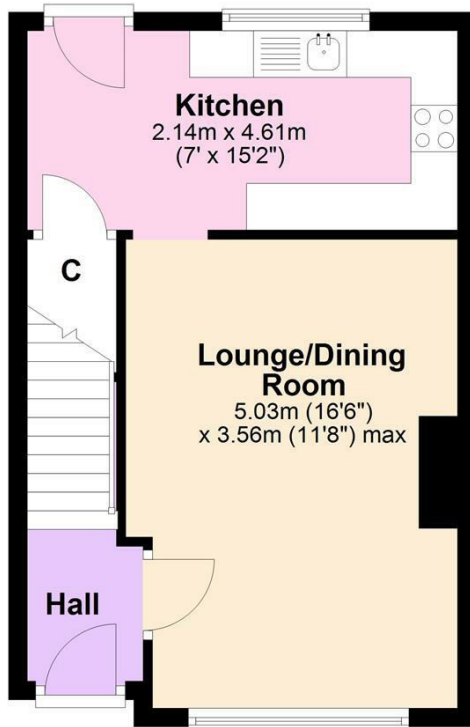 Kitchen
2.14m x 4.61m
(7' x 15'2")
C
Lounge/Dining
Room
5.03m (16'6")
x 3.56m (11'8") max
Hall